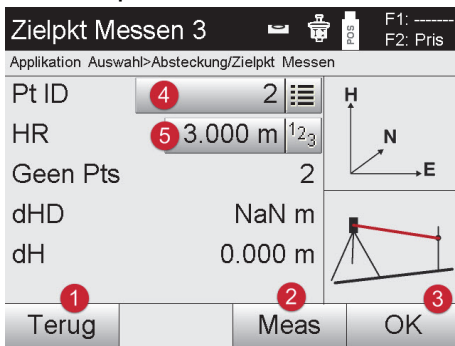 Zielpkt Messen 3
POS
F1: -------
F2: Pris
Applikation Auswahl>Absteckung/Zielpkt Messen
Pt ID 4 2
HR 5 3.000 m 123
Geen Pts 2
dHD NaN m
dH 0.000 m
H
N
E
1 2 3
Terug Meas OK